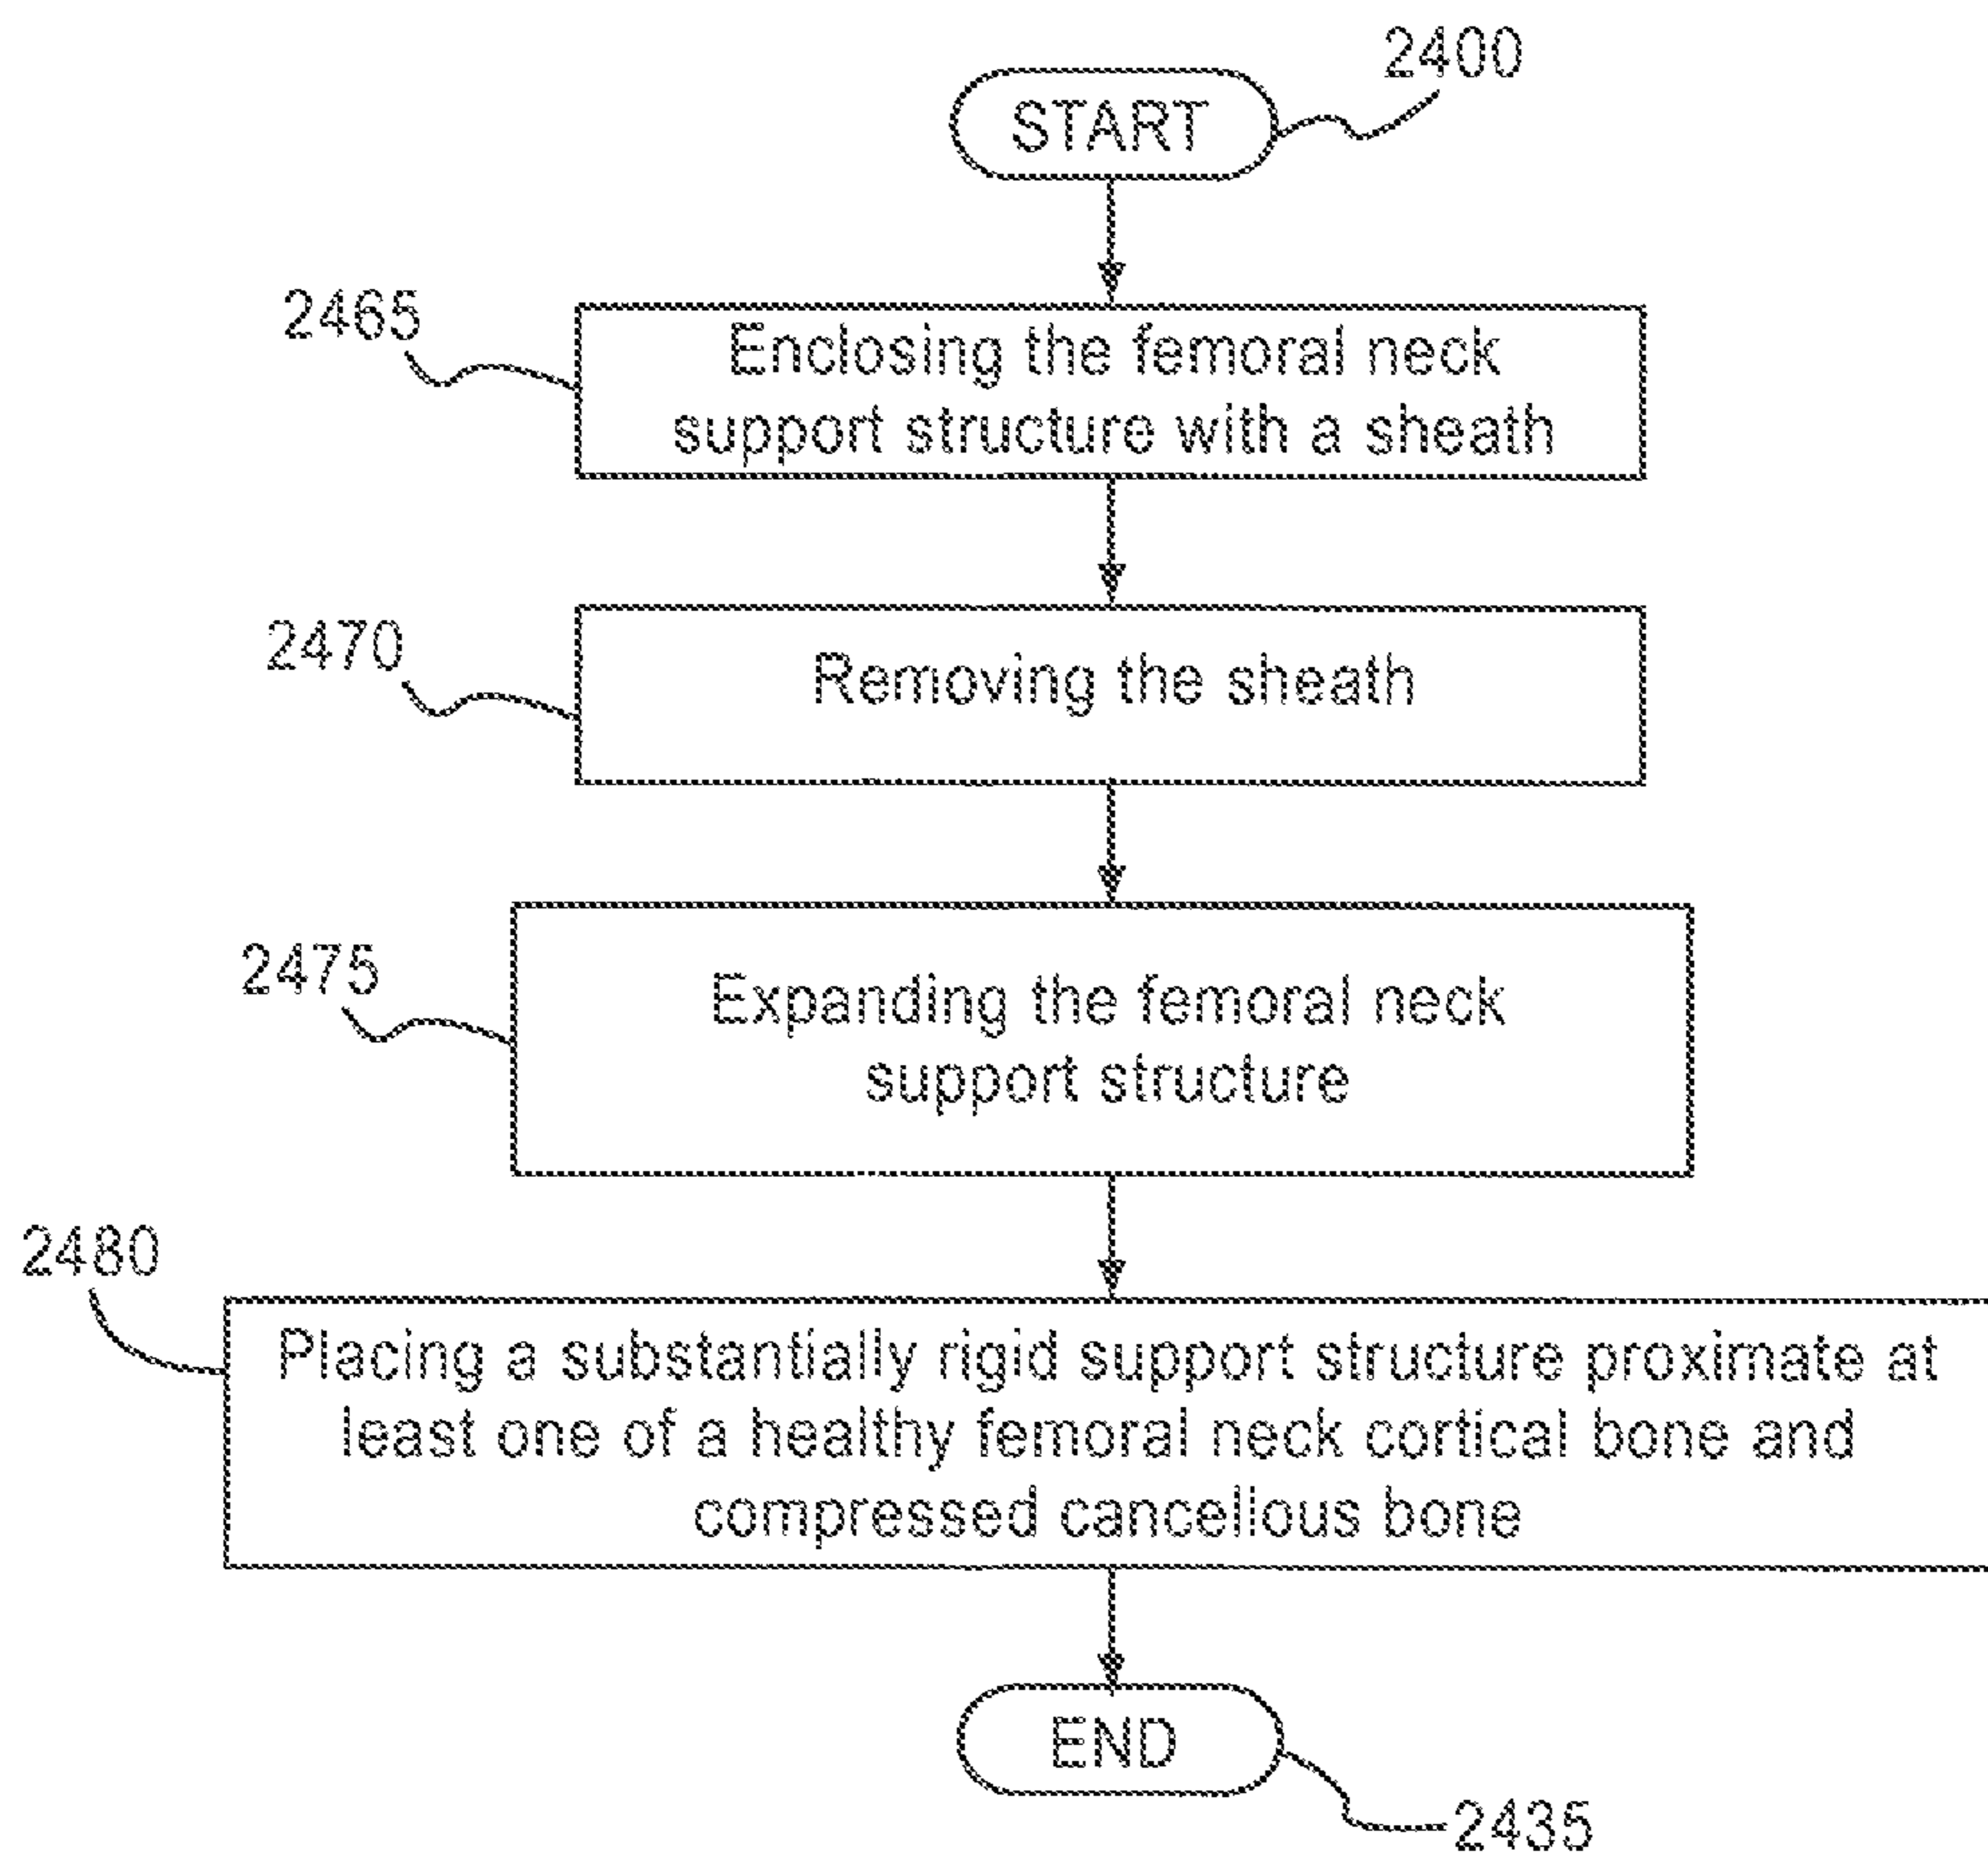 2400
START
2465
Enclosing the femoral neck
support structure with a sheath
2470
Removing the sheath
2475
Expanding the femoral neck
support structure
2480
Placing a substantially rigid support structure proximate at
least one of a healthy femoral neck cortical bone and
compressed cancellous bone
END
2435